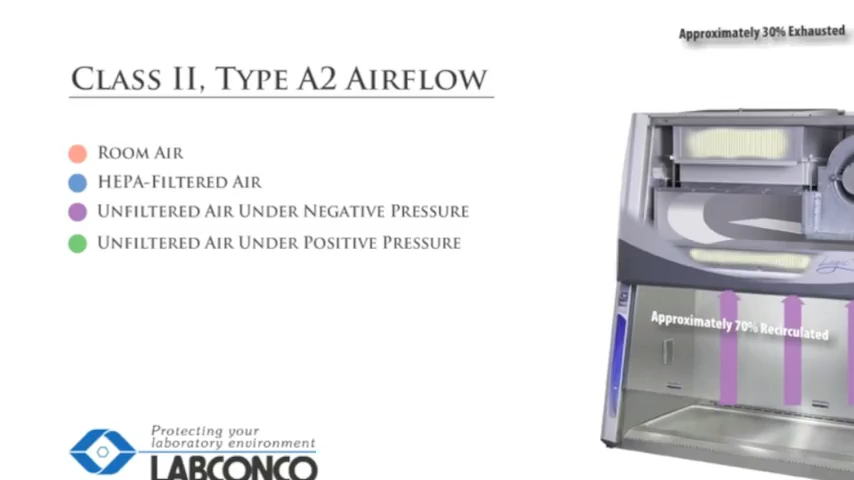 Approximately 30% Exhausted
CLASS II, TYPE A2 AIRFLOW
ROOM AIR
HEPA-FILTERED AIR
UNFILTERED AIR UNDER NEGATIVE PRESSURE
UNFILTERED AIR UNDER POSITIVE PRESSURE
Logic
Approximately 70% Recirculated
Protecting your
laboratory environment
LABCONCO